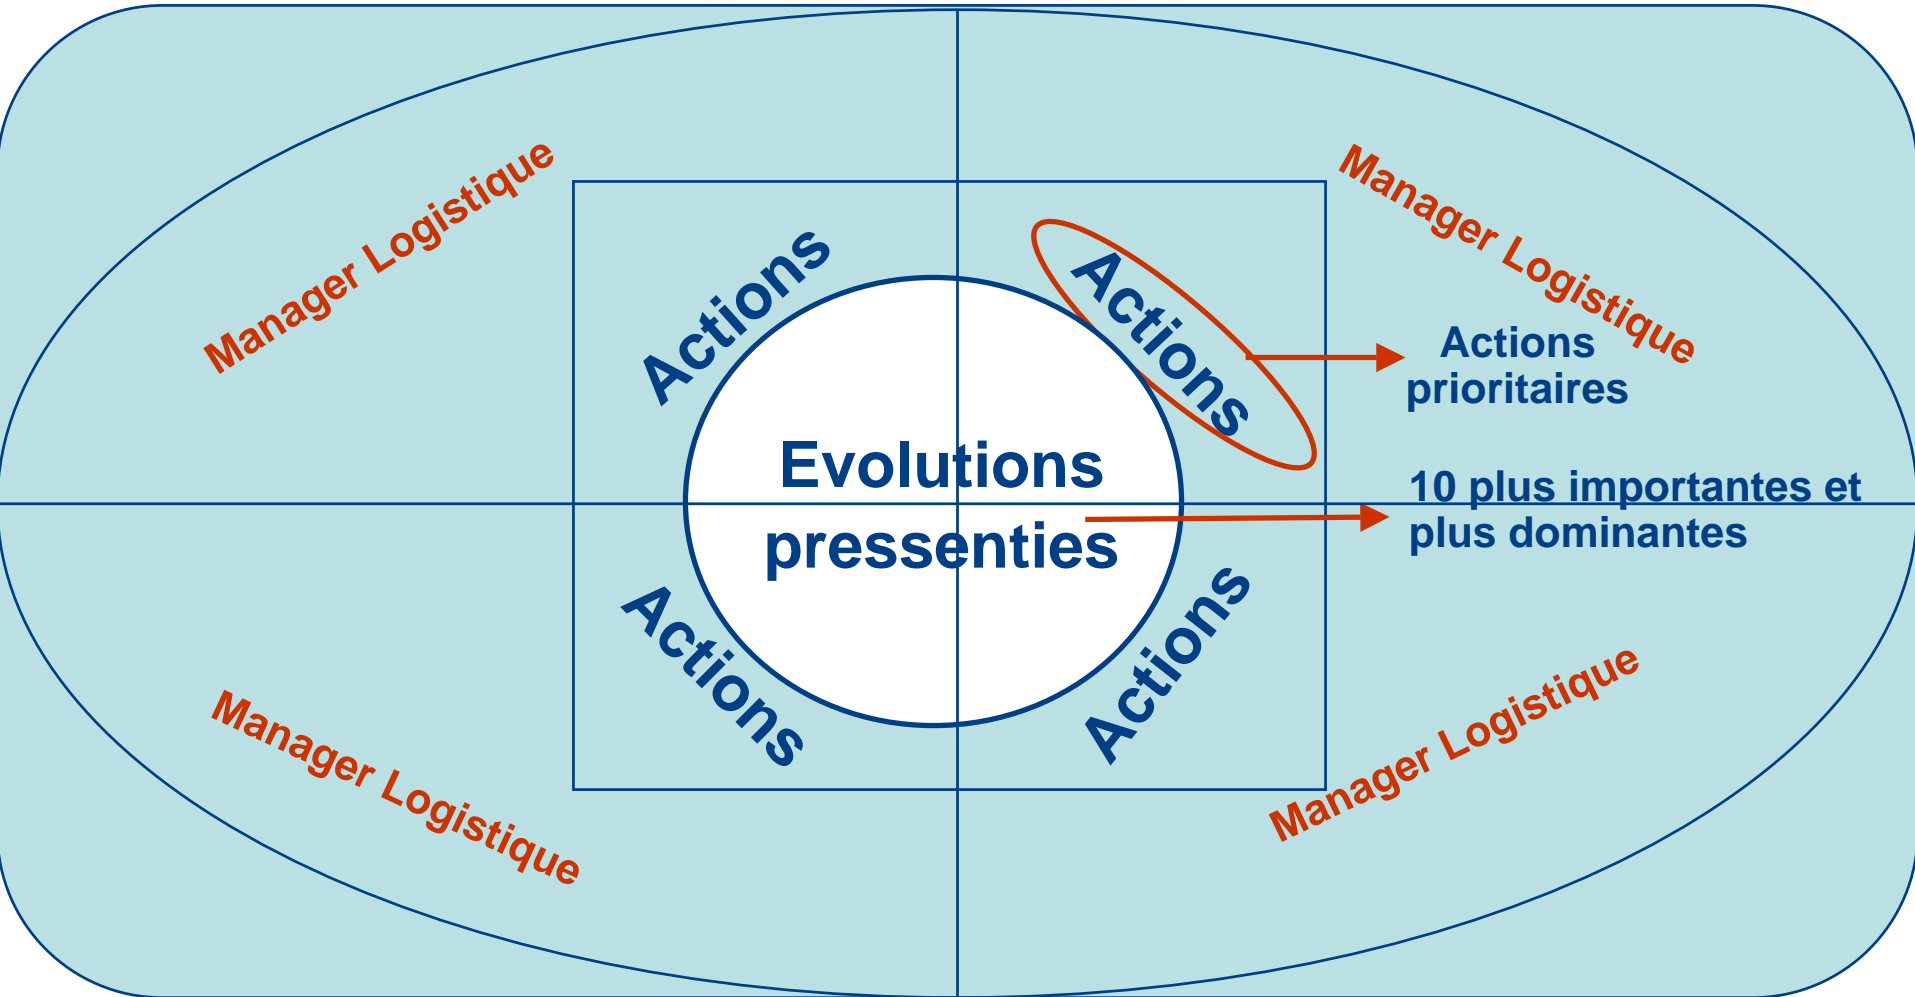 Manager Logistique
Manager Logistique
Actions
Actions
Actions
prioritaires
Evolutions
pressenties
10 plus importantes et
plus dominantes
Actions
Actions
Manager Logistique
Manager Logistique